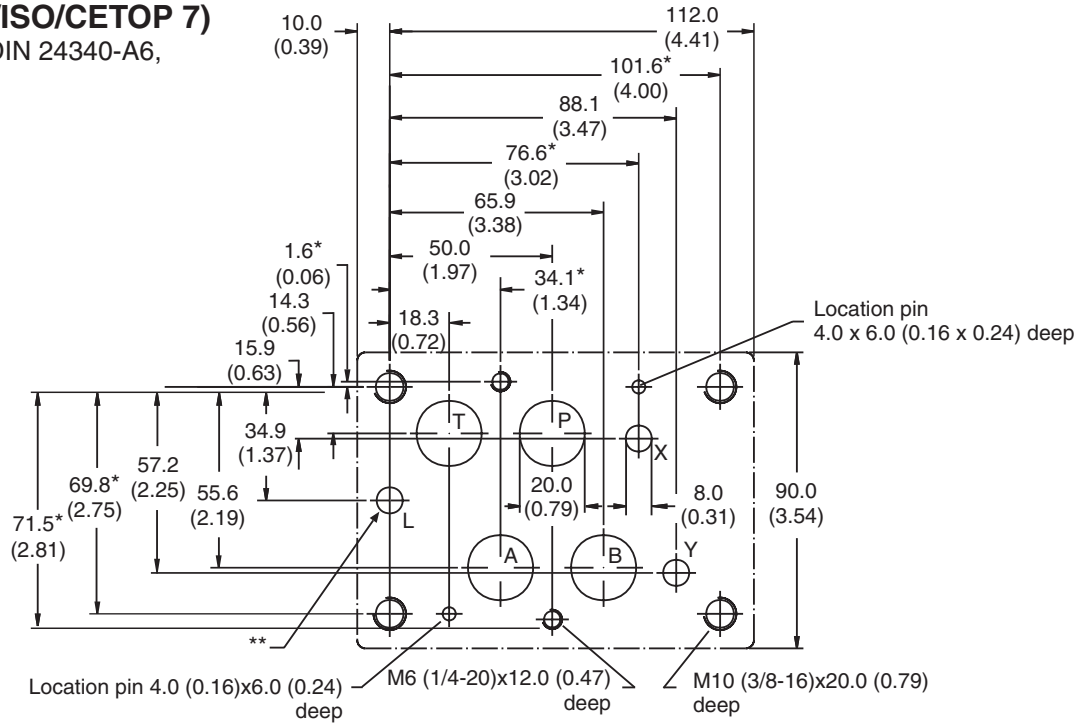 /ISO/CETOP 7)
DIN 24340-A6,
10.0
(0.39)
112.0
(4.41)
101.6*
(4.00)
88.1
(3.47)
76.6*
(3.02)
65.9
(3.38)
50.0
(1.97)
1.6*
(0.06)
34.1*
(1.34)
14.3
(0.56)
18.3
(0.72)
Location pin
4.0 x 6.0 (0.16 x 0.24) deep
15.9
(0.63)
T
P
X
34.9
(1.37)
57.2
(2.25)
69.8*
(2.75)
55.6
(2.19)
71.5*
(2.81)
20.0
(0.79)
8.0
(0.31)
90.0
(3.54)
L
A
B
Y
**
Location pin 4.0 (0.16)x6.0 (0.24)
deep
M6 (1/4-20)x12.0 (0.47)
deep
M10 (3/8-16)x20.0 (0.79)
deep